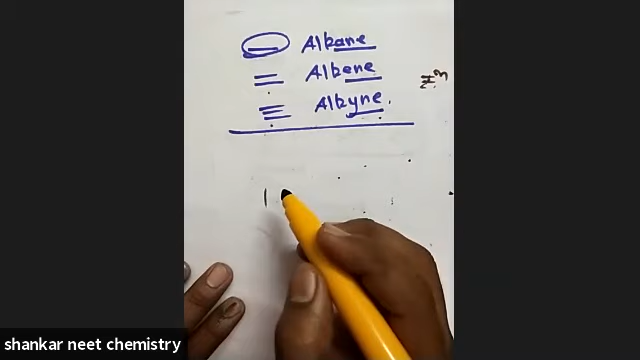 — Alkane
= Alkene
≡ Alkyne.
shankar neet chemistry